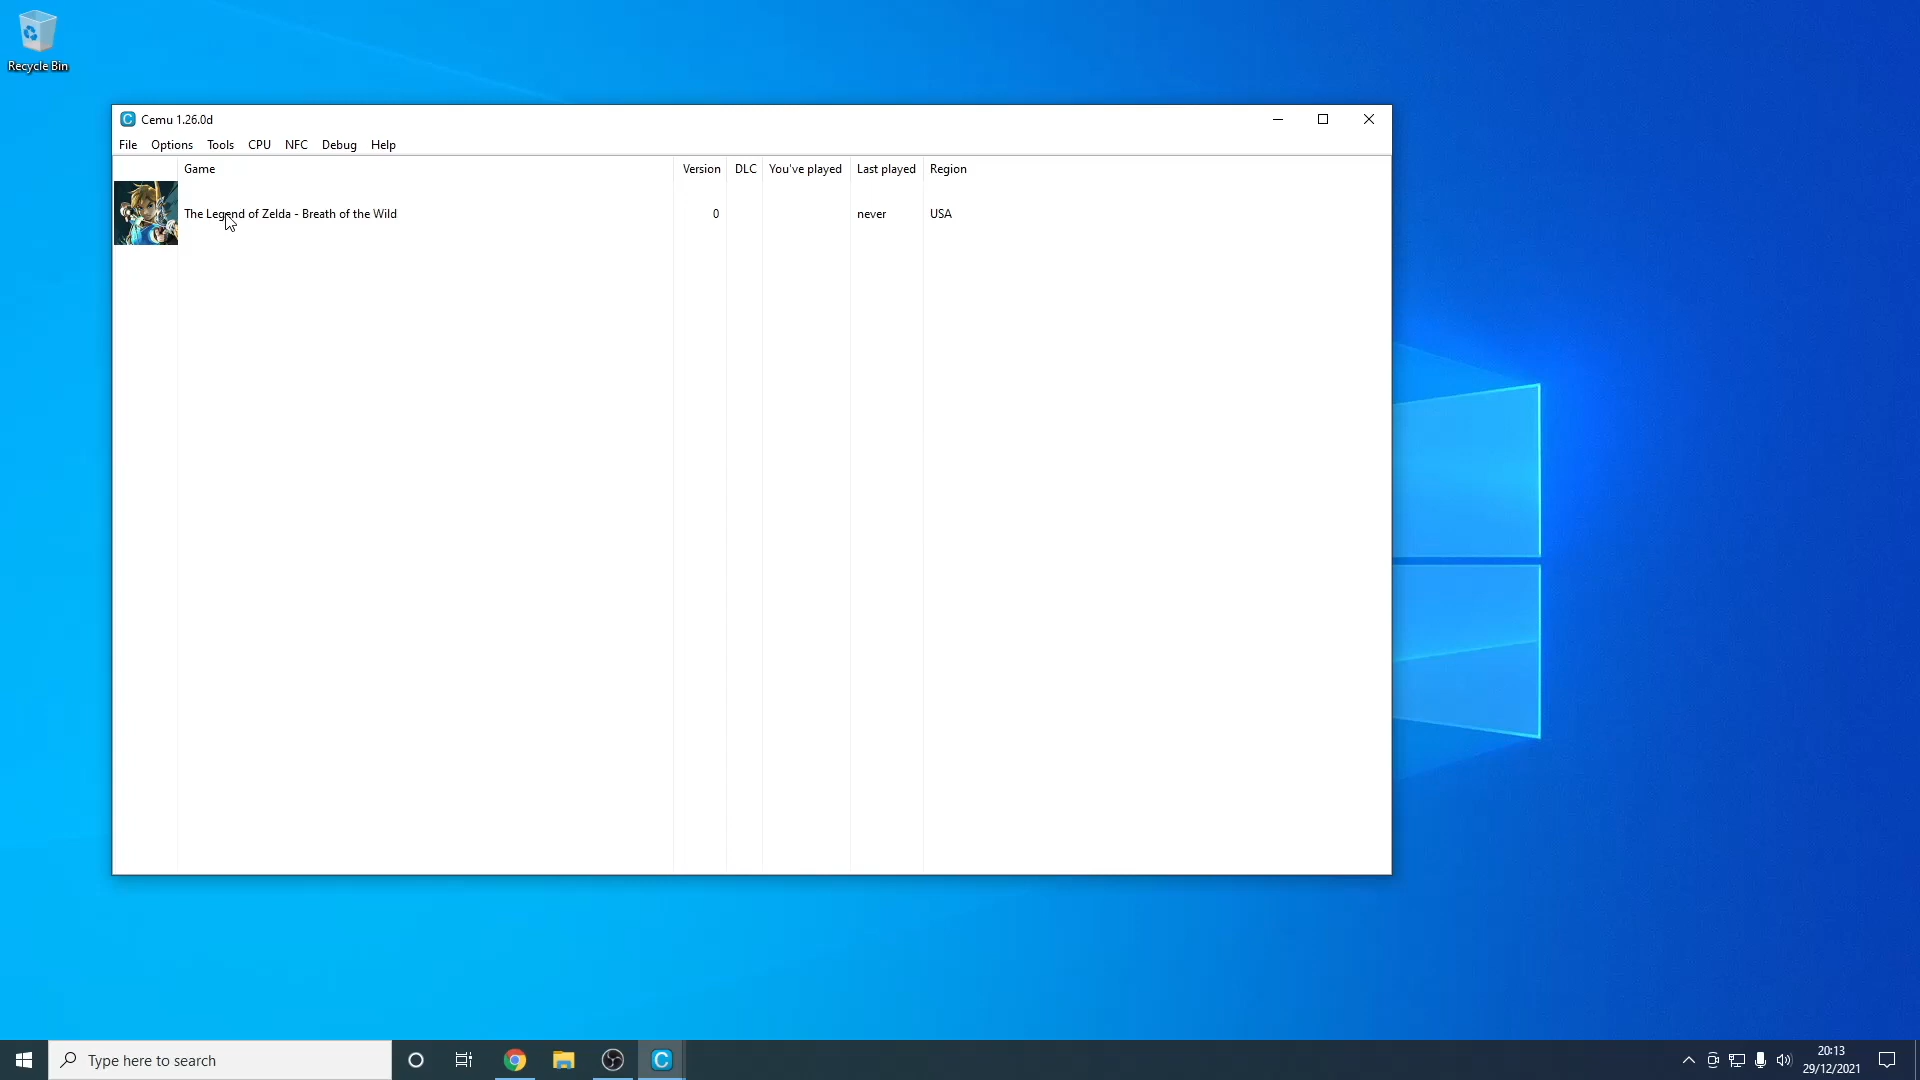 Recycle Bin
Cemu 1.26.0d
File Options Tools CPU NFC Debug Help
Game Version DLC You've played Last played Region
The Legend of Zelda - Breath of the Wild 0 never USA
Type here to search
20:13
29/12/2021